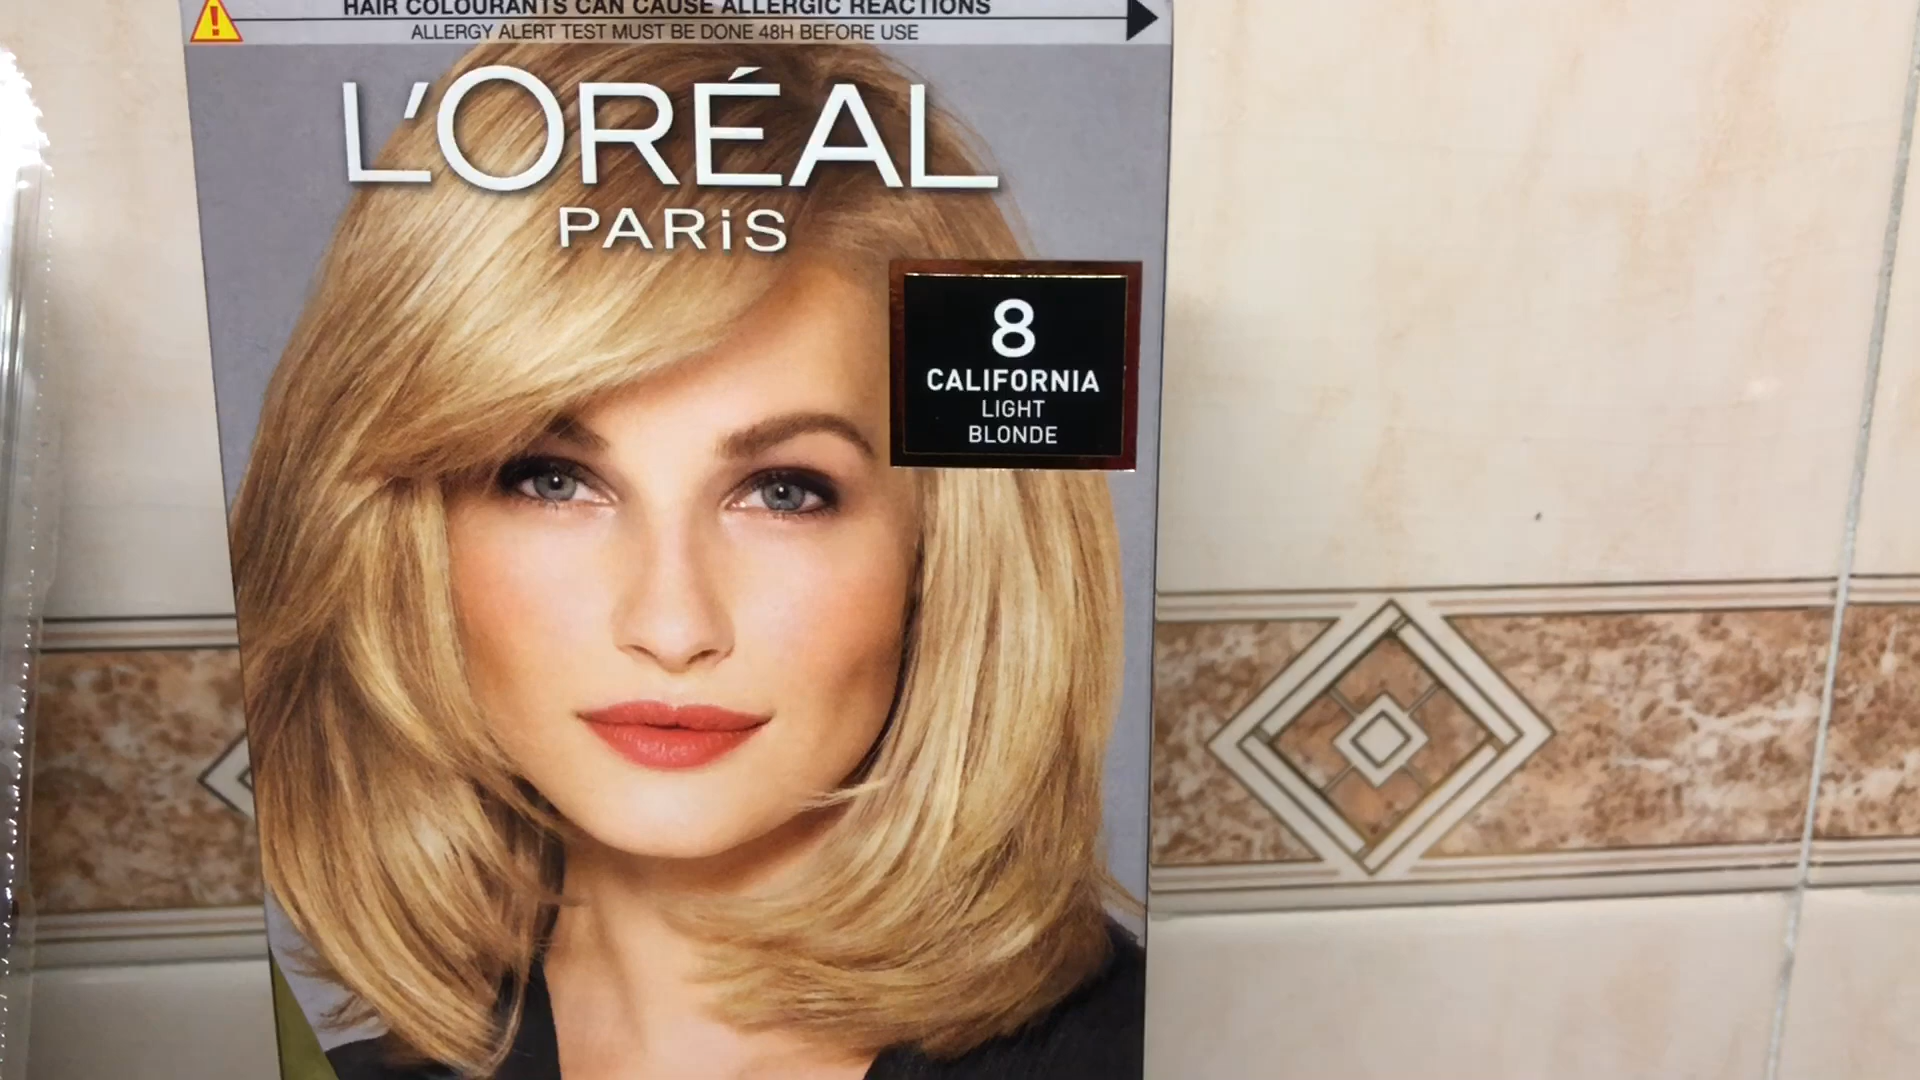 HAIR COLOURANTS CAN CAUSE ALLERGIC REACTIONS
ALLERGY ALERT TEST MUST BE DONE 48H BEFORE USE
L'ORÉAL
PARiS
8
CALIFORNIA
LIGHT
BLONDE